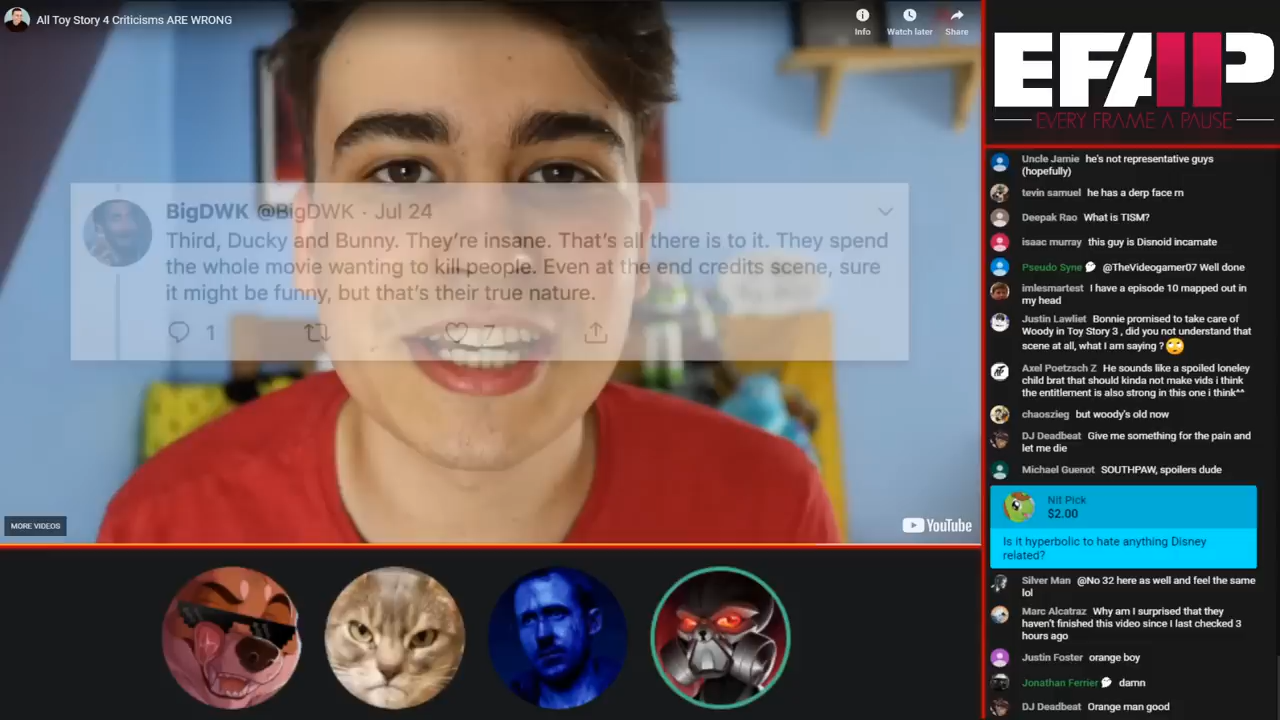 All Toy Story 4 Criticisms ARE WRONG
Info
Watch later
Share
BigDWK @BigDWK · Jul 24
Third, Ducky and Bunny. They're insane. That's all there is to it. They spend
the whole movie wanting to kill people. Even at the end credits scene, sure
it might be funny, but that's their true nature.
1
7
MORE VIDEOS
YouTube
EFAP
EVERY FRAME A PAUSE
Uncle Jamie he's not representative guys
(hopefully)
tevin samuel he has a derp face rn
Deepak Rao What is TISM?
isaac murray this guy is Disnoid incarnate
Pseudo Syne @TheVideogamer07 Well done
imlesmartest I have a episode 10 mapped out in
my head
Justin Lawliet Bonnie promised to take care of
Woody in Toy Story 3 , did you not understand that
scene at all, what I am saying ?
Axel Poetzsch Z He sounds like a spoiled loneley
child brat that should kinda not make vids i think
the entitlement is also strong in this one i think^^
chaoszieg but woody's old now
DJ Deadbeat Give me something for the pain and
let me die
Michael Guenot SOUTHPAW, spoilers dude
Nit Pick
$2.00
Is it hyperbolic to hate anything Disney
related?
Silver Man @No 32 here as well and feel the same
lol
Marc Alcatraz Why am I surprised that they
haven't finished this video since I last checked 3
hours ago
Justin Foster orange boy
Jonathan Ferrier damn
DJ Deadbeat Orange man good